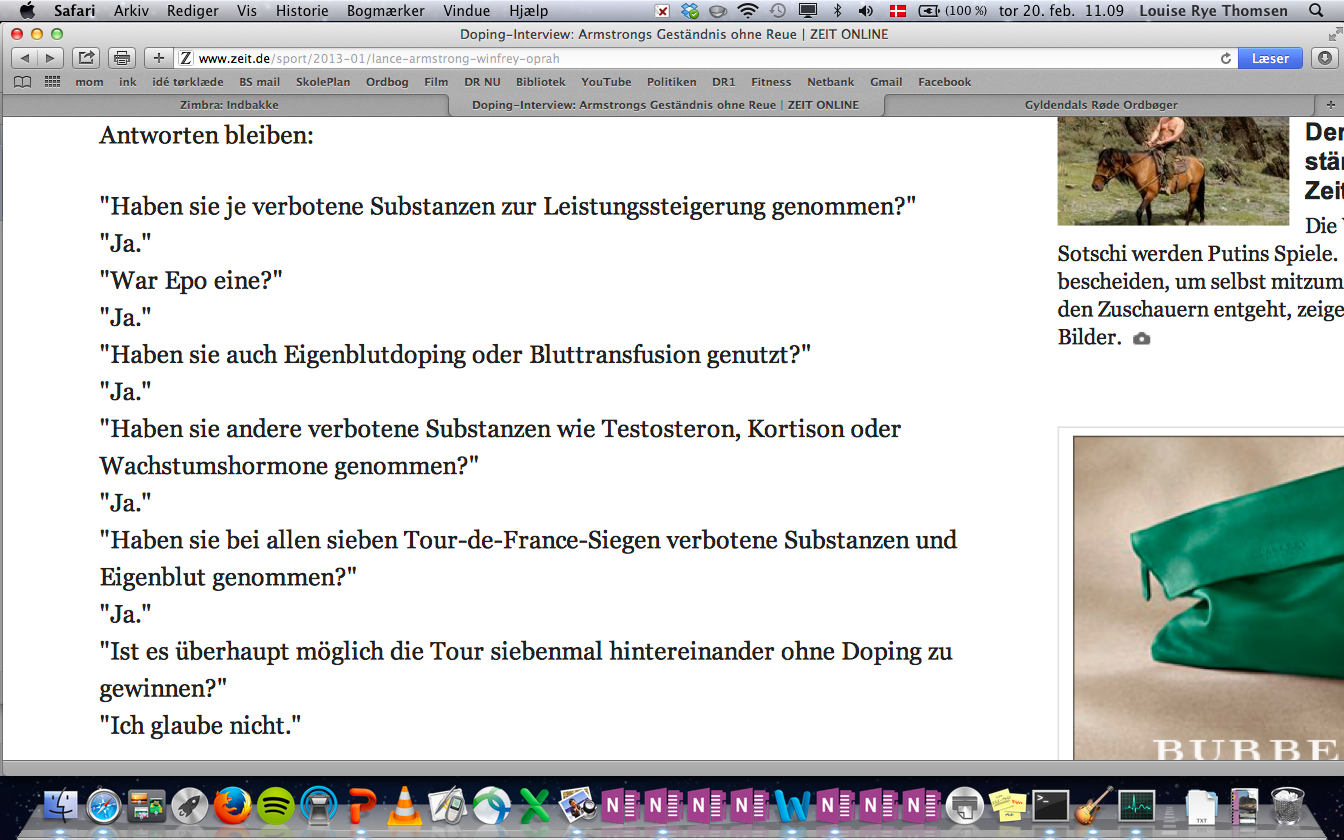 Safari Arkiv Rediger Vis Historie Bogmærker Vindue Hjælp (100 %) tor 20. feb. 11.09 Louise Rye Thomsen
Doping-Interview: Armstrongs Geständnis ohne Reue | ZEIT ONLINE
Z www.zeit.de/sport/2013-01/lance-armstrong-winfrey-oprah Læser
mom ink idé tørklæde BS mail SkolePlan Ordbog Film DR NU Bibliotek YouTube Politiken DR1 Fitness Netbank Gmail Facebook
Zimbra: Indbakke Doping-Interview: Armstrongs Geständnis ohne Reue | ZEIT ONLINE Gyldendals Røde Ordbøger
Antworten bleiben:
"Haben sie je verbotene Substanzen zur Leistungssteigerung genommen?"
"Ja."
"War Epo eine?"
"Ja."
"Haben sie auch Eigenblutdoping oder Bluttransfusion genutzt?"
"Ja."
"Haben sie andere verbotene Substanzen wie Testosteron, Kortison oder
Wachstumshormone genommen?"
"Ja."
"Haben sie bei allen sieben Tour-de-France-Siegen verbotene Substanzen und
Eigenblut genommen?"
"Ja."
"Ist es überhaupt möglich die Tour siebenmal hintereinander ohne Doping zu
gewinnen?"
"Ich glaube nicht."
Der
stä
Zeit
Die
Sotschi werden Putins Spiele.
bescheiden, um selbst mitzum
den Zuschauern entgeht, zeige
Bilder.
BURBE
N N N N W N N N
TXT